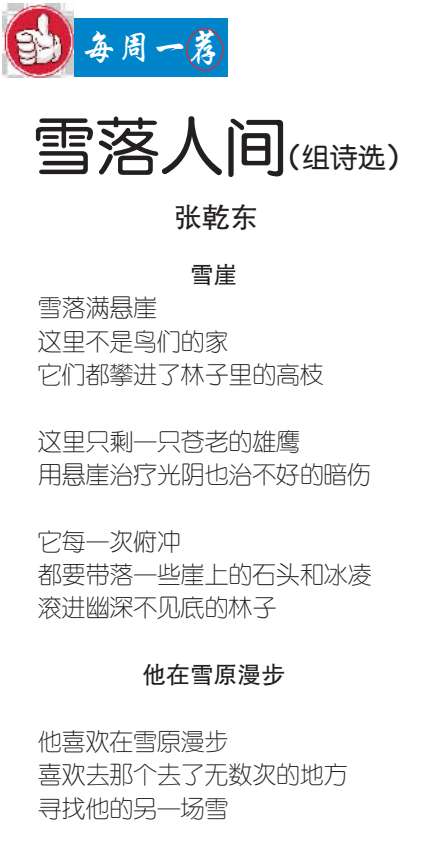 每周一荐
雪落人间(组诗选)
张乾东
雪崖
雪落满悬崖
这里不是鸟们的家
它们都攀进了林子里的高枝
这里只剩一只苍老的雄鹰
用悬崖治疗光阴也治不好的暗伤
它每一次俯冲
都要带落一些崖上的石头和冰凌
滚进幽深不见底的林子
他在雪原漫步
他喜欢在雪原漫步
喜欢去那个去了无数次的地方
寻找他的另一场雪